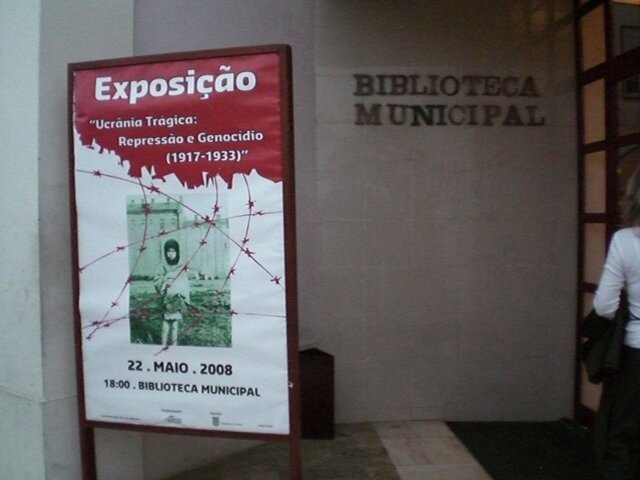 Exposição
"Ucrânia Trágica:
Repressão e Genocídio
(1917-1933)"
22 . MAIO . 2008
18:00 . BIBLIOTECA MUNICIPAL
BIBLIOTECA
MUNICIPAL